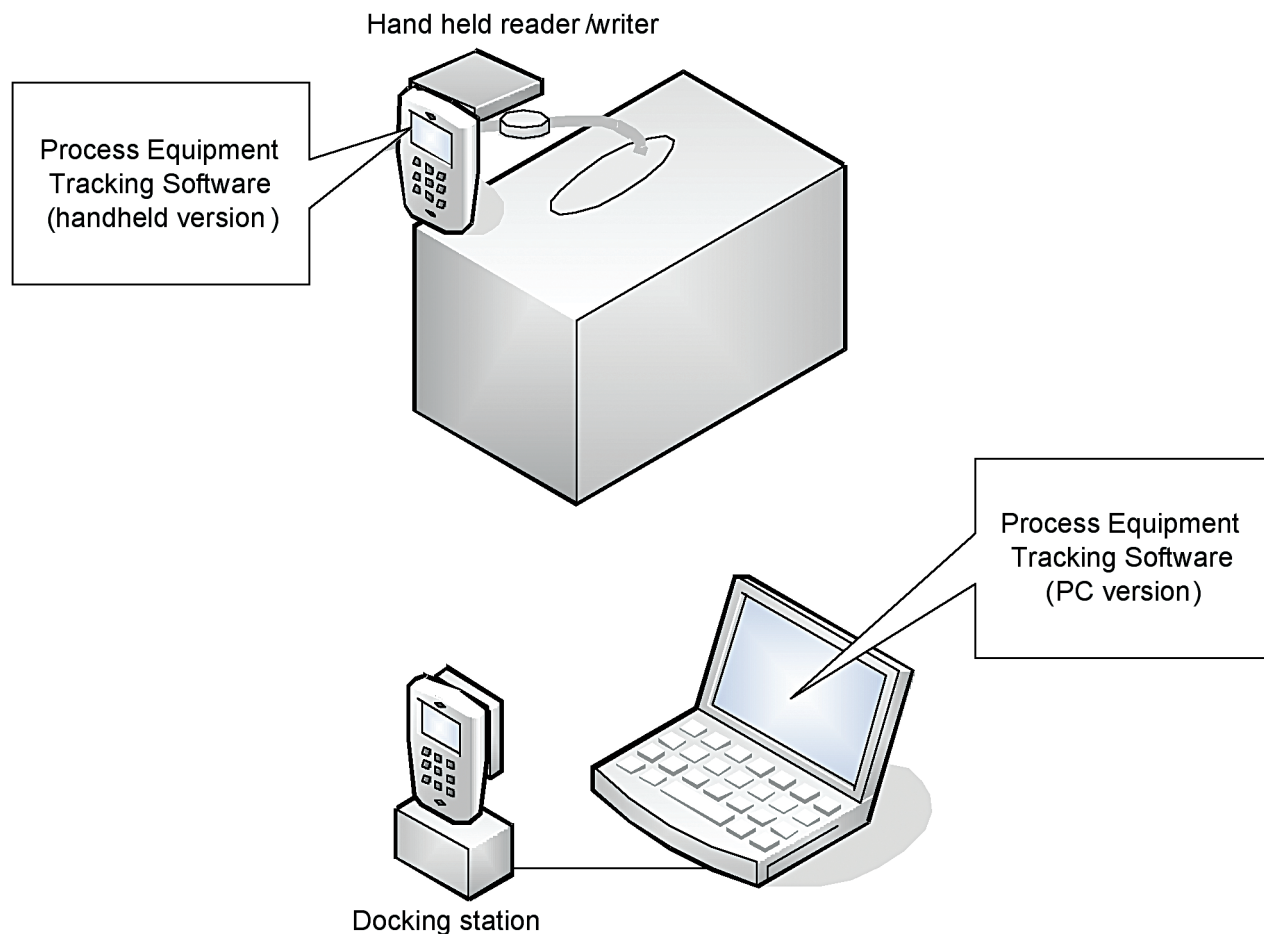 Hand held reader /writer
Process Equipment
Tracking Software
(handheld version )
Process Equipment
Tracking Software
(PC version)
Docking station